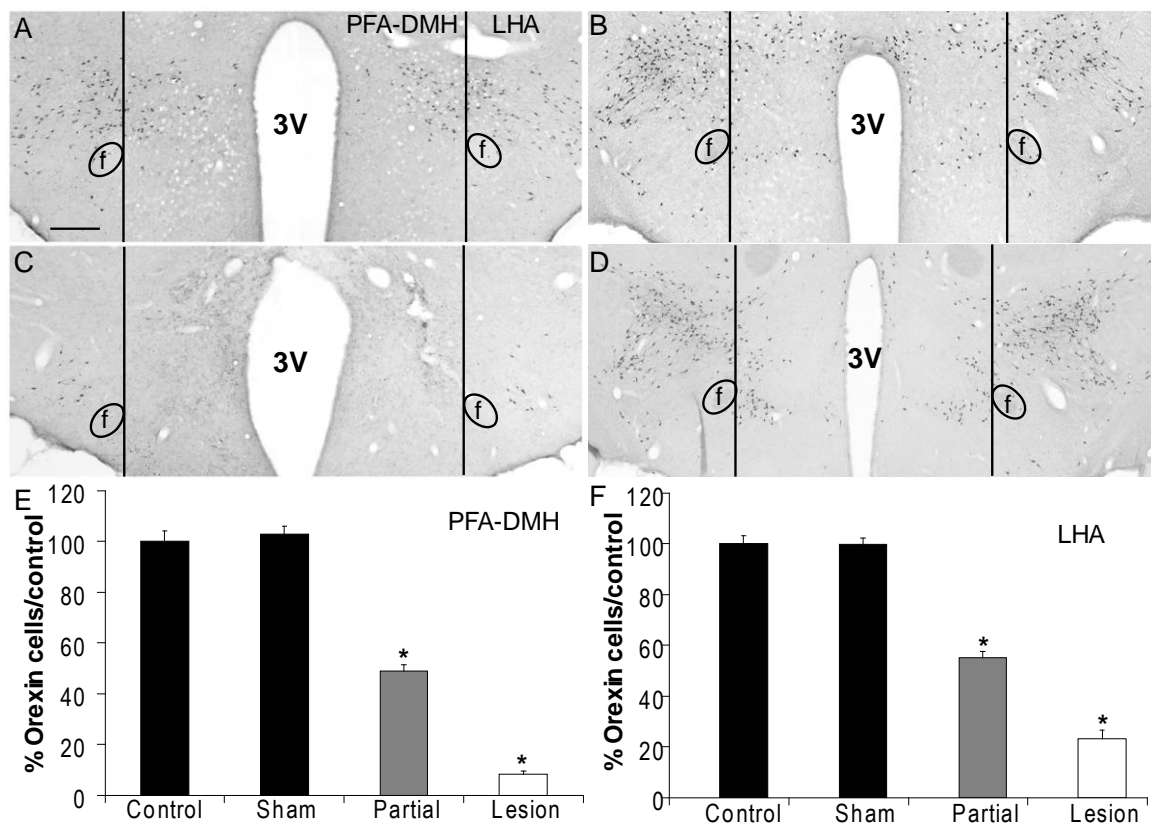 A PFA-DMH LHA
3V
f f
B
3V
f f
C
3V
f f
D
3V
f f
E
PFA-DMH
% Orexin cells/control
120
100
80
60
40
20
0
Control Sham Partial Lesion
* *
F
LHA
% Orexin cells/control
120
100
80
60
40
20
0
Control Sham Partial Lesion
* *